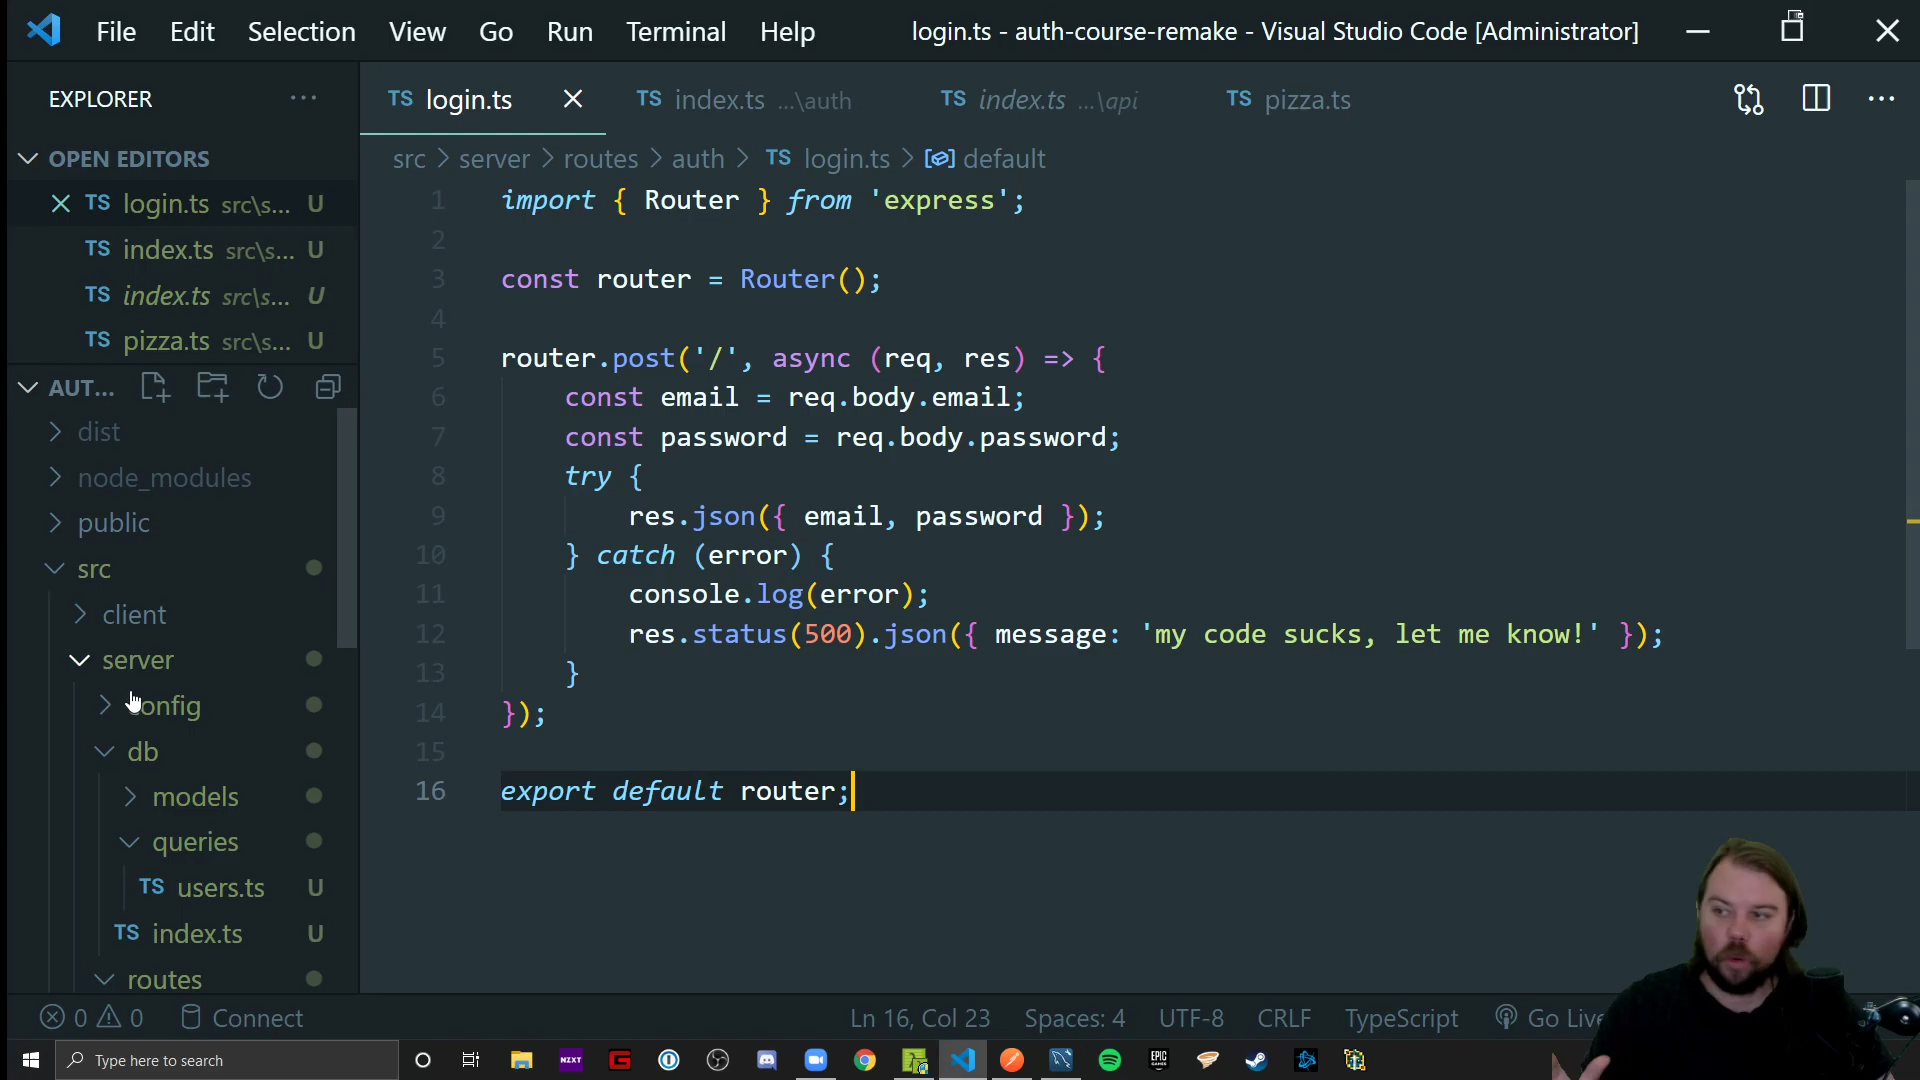 File Edit Selection View Go Run Terminal Help login.ts - auth-course-remake - Visual Studio Code [Administrator]
EXPLORER ...
TS login.ts TS index.ts ...\auth TS index.ts ...\api TS pizza.ts
OPEN EDITORS
src > server > routes > auth > TS login.ts > default
TS login.ts src\s... U
TS index.ts src\s... U
TS index.ts src\s... U
TS pizza.ts src\s... U
AUT...
dist
node_modules
public
src
client
server
config
db
models
queries
TS users.ts U
TS index.ts U
routes
1 import { Router } from 'express';
2
3 const router = Router();
4
5 router.post('/', async (req, res) => {
6 const email = req.body.email;
7 const password = req.body.password;
8 try {
9 res.json({ email, password });
10 } catch (error) {
11 console.log(error);
12 res.status(500).json({ message: 'my code sucks, let me know!' });
13 }
14 });
15
16 export default router;
0 0 Connect Ln 16, Col 23 Spaces: 4 UTF-8 CRLF TypeScript Go Live
Type here to search
NZXT
EPIC GAMES